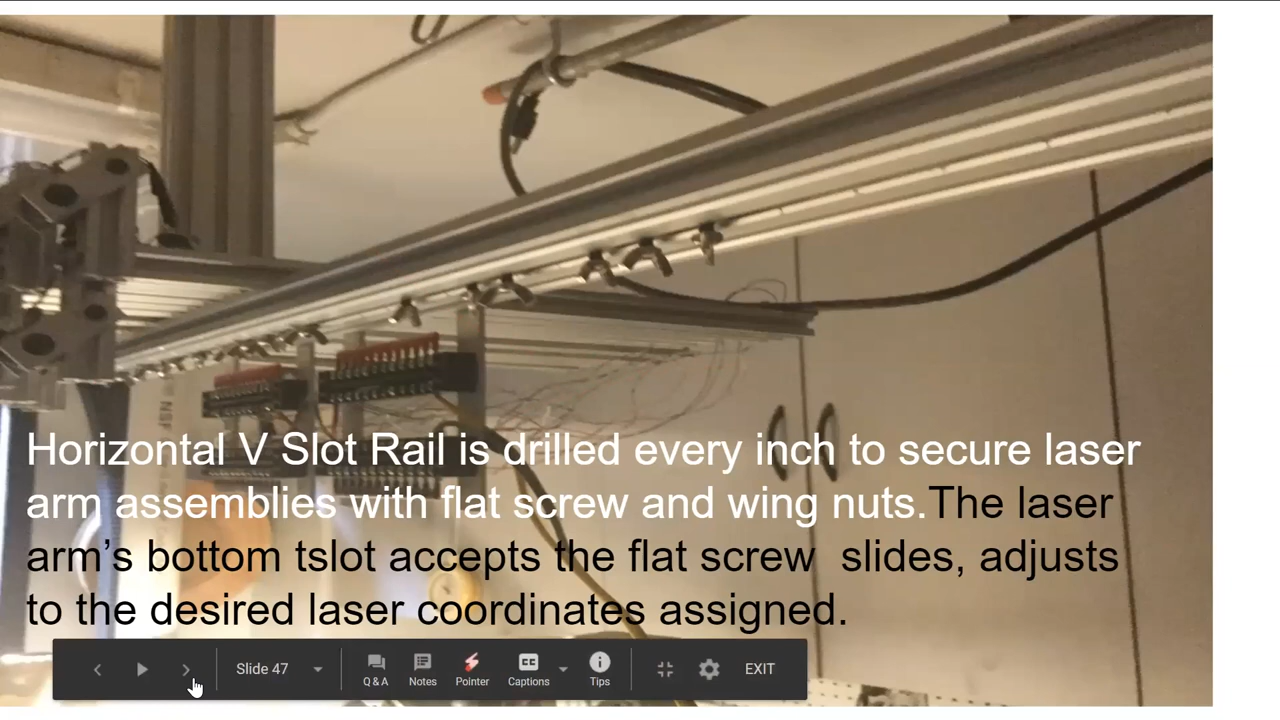 NSF
Horizontal V Slot Rail is drilled every inch to secure laser
arm assemblies with flat screw and wing nuts.The laser
arm’s bottom tslot accepts the flat screw  slides, adjusts
to the desired laser coordinates assigned.
Slide 47
Q & A
Notes
Pointer
CC
Captions
Tips
EXIT